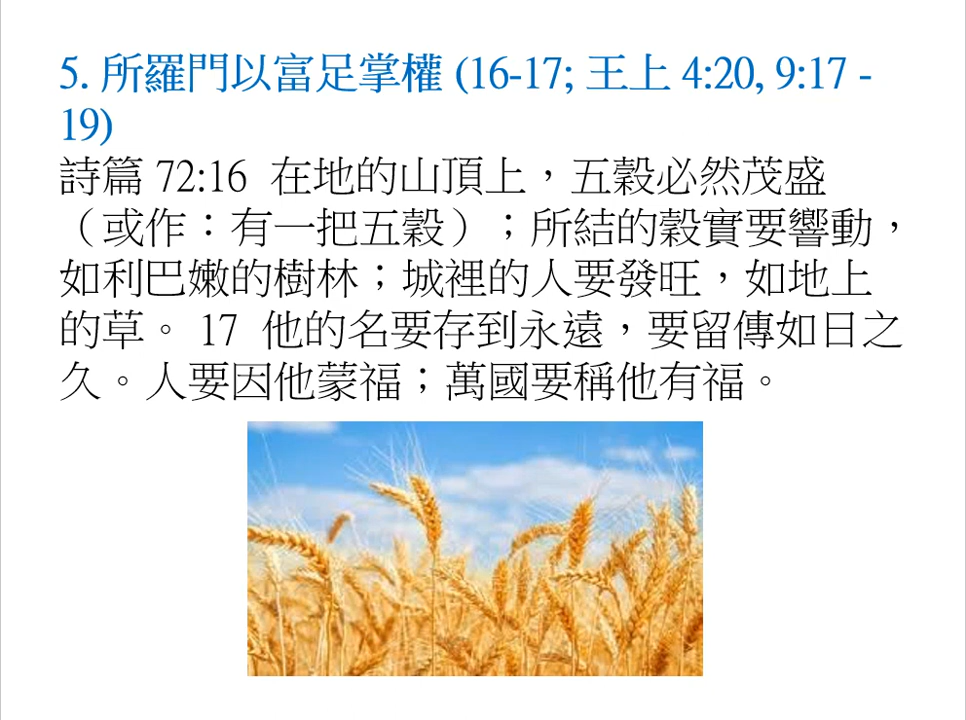 5. 所羅門以富足掌權 (16-17; 王上 4:20, 9:17 -
19)
詩篇 72:16 在地的山頂上，五穀必然茂盛
（或作：有一把五穀）；所結的穀實要響動，
如利巴嫩的樹林；城裡的人要發旺，如地上
的草。 17 他的名要存到永遠，要留傳如日之
久。人要因他蒙福；萬國要稱他有福。